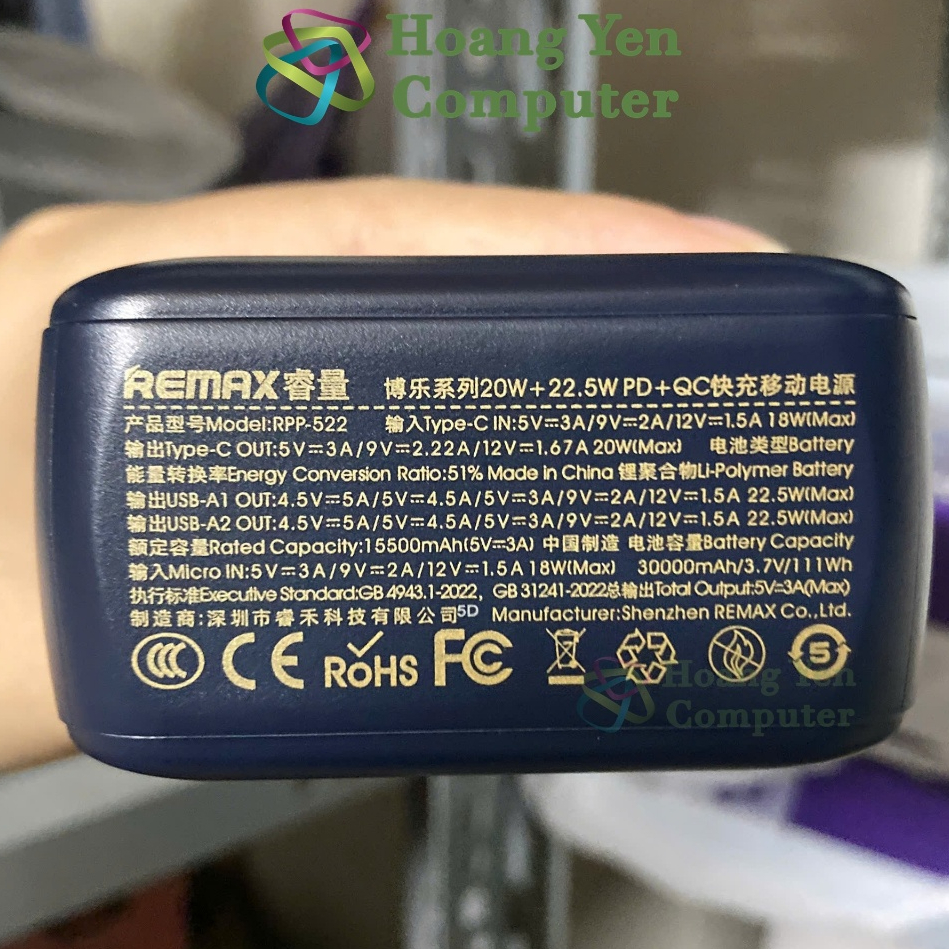 Hoang Yen
Computer
REMAX睿量 博乐系列20W+22.5W PD+QC快充移动电源
产品型号Model:RPP-522 输入Type-C IN:5V⎓3A/9V⎓2A/12V⎓1.5A 18W(Max)
输出Type-C OUT:5V⎓3A/9V⎓2.22A/12V⎓1.67A 20W(Max) 电池类型Battery
能量转换率Energy Conversion Ratio:51% Made in China 锂聚合物Li-Polymer Battery
输出USB-A1 OUT:4.5V⎓5A/5V⎓4.5A/5V⎓3A/9V⎓2A/12V⎓1.5A 22.5W(Max)
输出USB-A2 OUT:4.5V⎓5A/5V⎓4.5A/5V⎓3A/9V⎓2A/12V⎓1.5A 22.5W(Max)
额定容量Rated Capacity:15500mAh(5V⎓3A) 中国制造 电池容量Battery Capacity
输入Micro IN:5V⎓3A/9V⎓2A/12V⎓1.5A 18W(Max) 30000mAh/3.7V/111Wh
执行标准Executive Standard:GB 4943.1-2022, GB 31241-2022总输出Total Output:5V⎓3A(Max)
制造商:深圳市睿禾科技有限公司5D Manufacturer:Shenzhen REMAX Co.,Ltd.
CCC CE RoHS FC 5
Hoang Yen
Computer